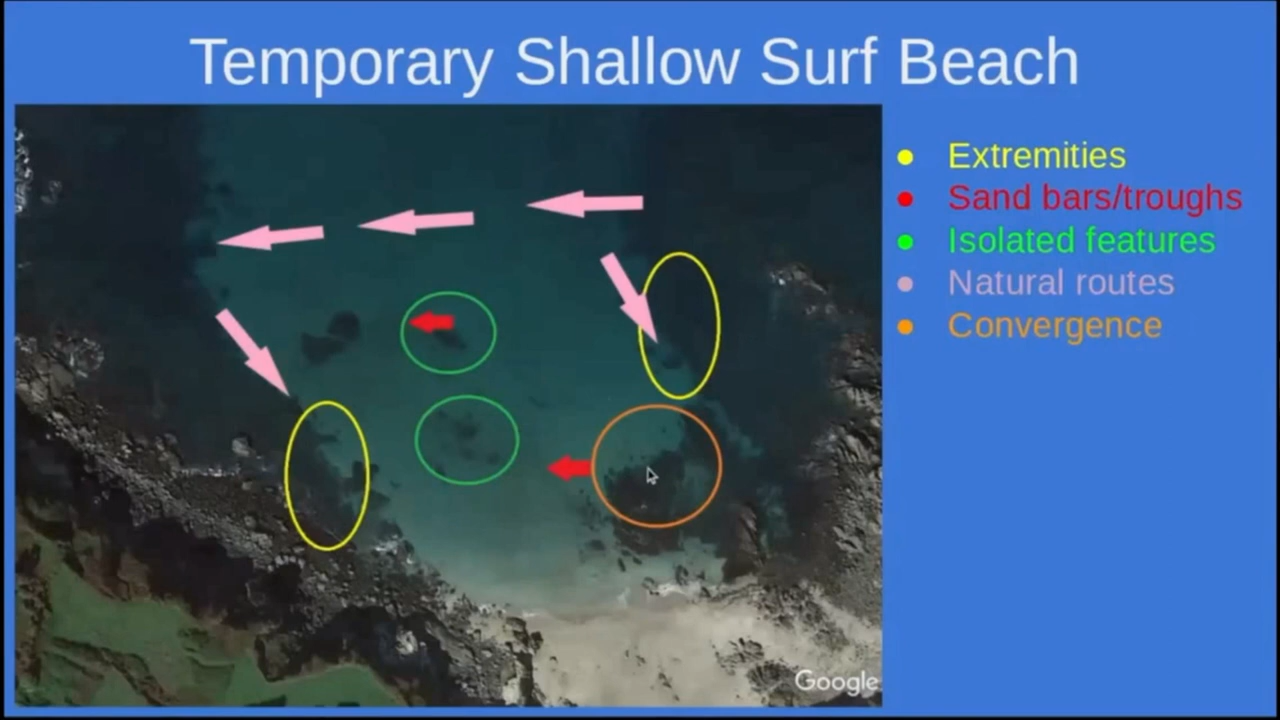 Temporary Shallow Surf Beach
Extremities
Sand bars/troughs
Isolated features
Natural routes
Convergence
Google